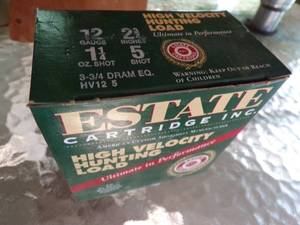 12 GAUGE
2¾ INCHES
1¼ OZ. SHOT
5 SHOT
3-3/4 DRAM EQ.
HV12 5
HIGH VELOCITY
HUNTING
LOAD
Ultimate in Performance
WARNING: KEEP OUT OF REACH
OF CHILDREN
ESTATE
CARTRIDGE INC.
HIGH VELOCITY
HUNTING
LOAD
Ultimate in Performance